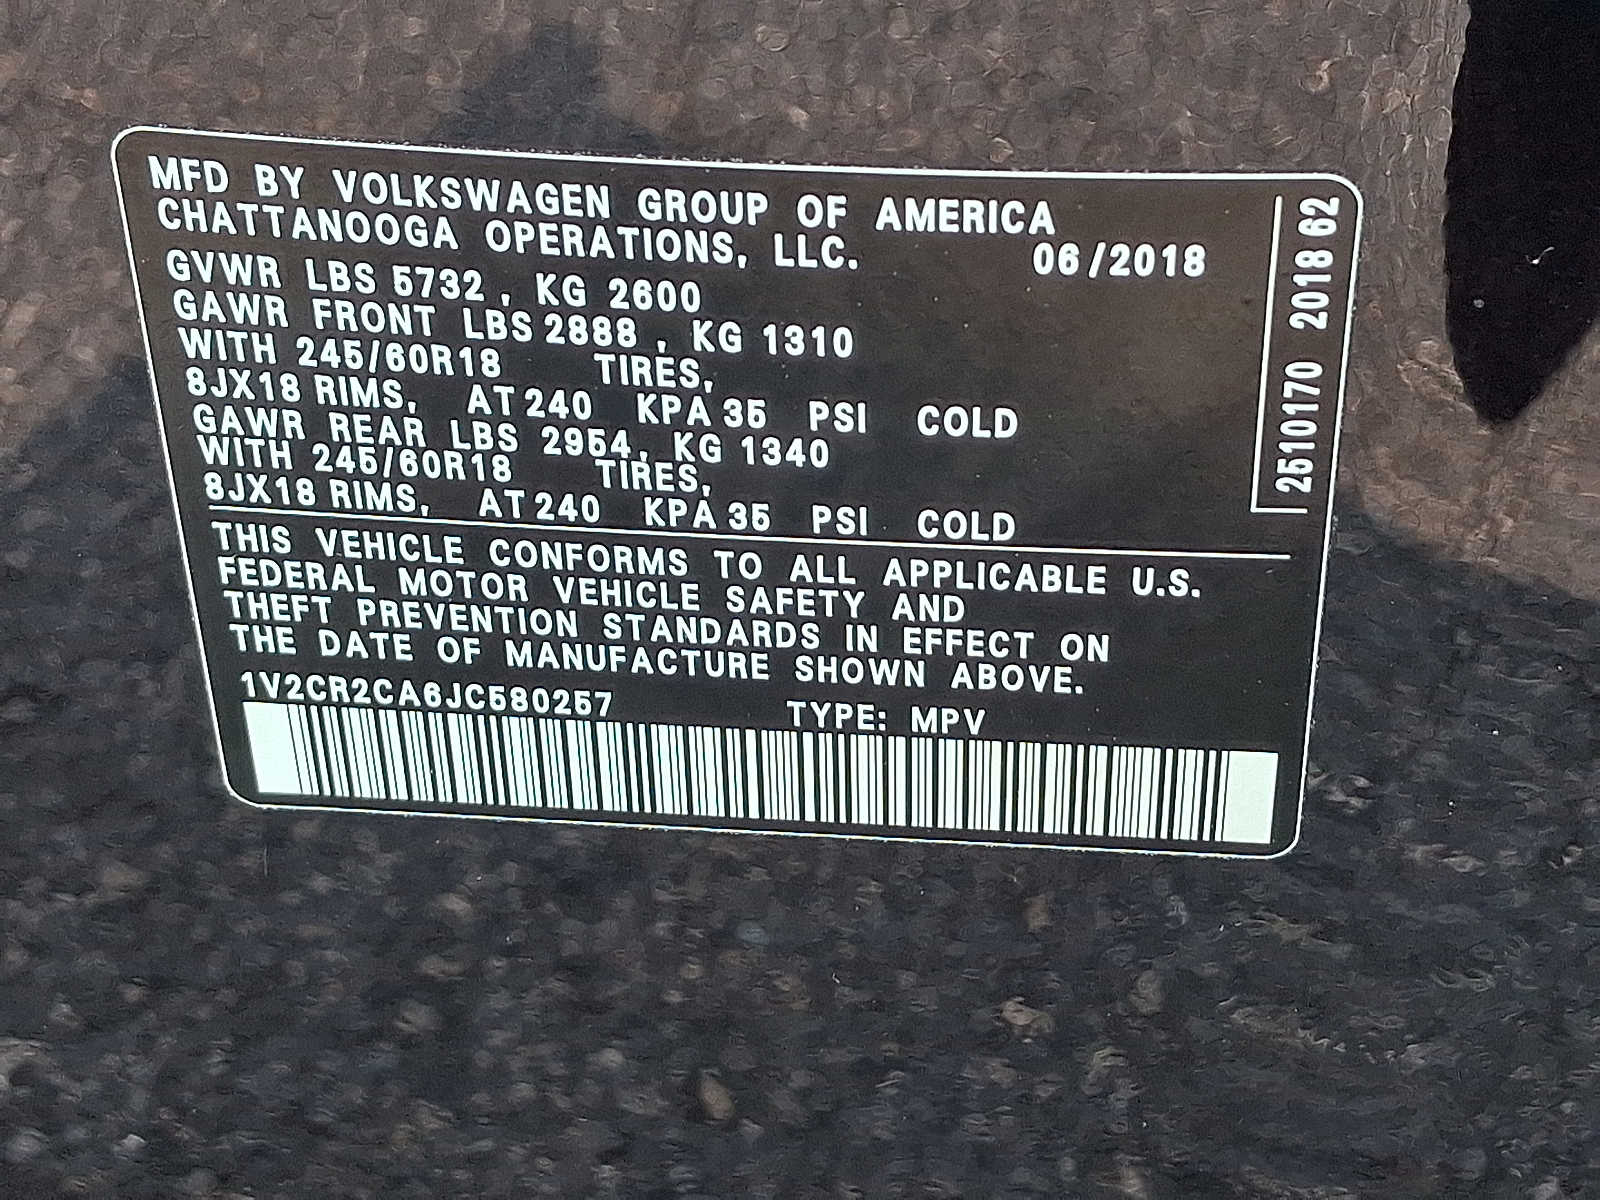 MFD BY VOLKSWAGEN GROUP OF AMERICA
CHATTANOOGA OPERATIONS, LLC. 06/2018
GVWR LBS 5732, KG 2600
GAWR FRONT LBS 2888, KG 1310
WITH 245/60R18 TIRES,
8JX18 RIMS, AT 240 KPA 35 PSI COLD
GAWR REAR LBS 2954, KG 1340
WITH 245/60R18 TIRES,
8JX18 RIMS, AT 240 KPA 35 PSI COLD
THIS VEHICLE CONFORMS TO ALL APPLICABLE U.S.
FEDERAL MOTOR VEHICLE SAFETY AND
THEFT PREVENTION STANDARDS IN EFFECT ON
THE DATE OF MANUFACTURE SHOWN ABOVE.
1V2CR2CA6JC580257 TYPE: MPV
2510170 2018 62